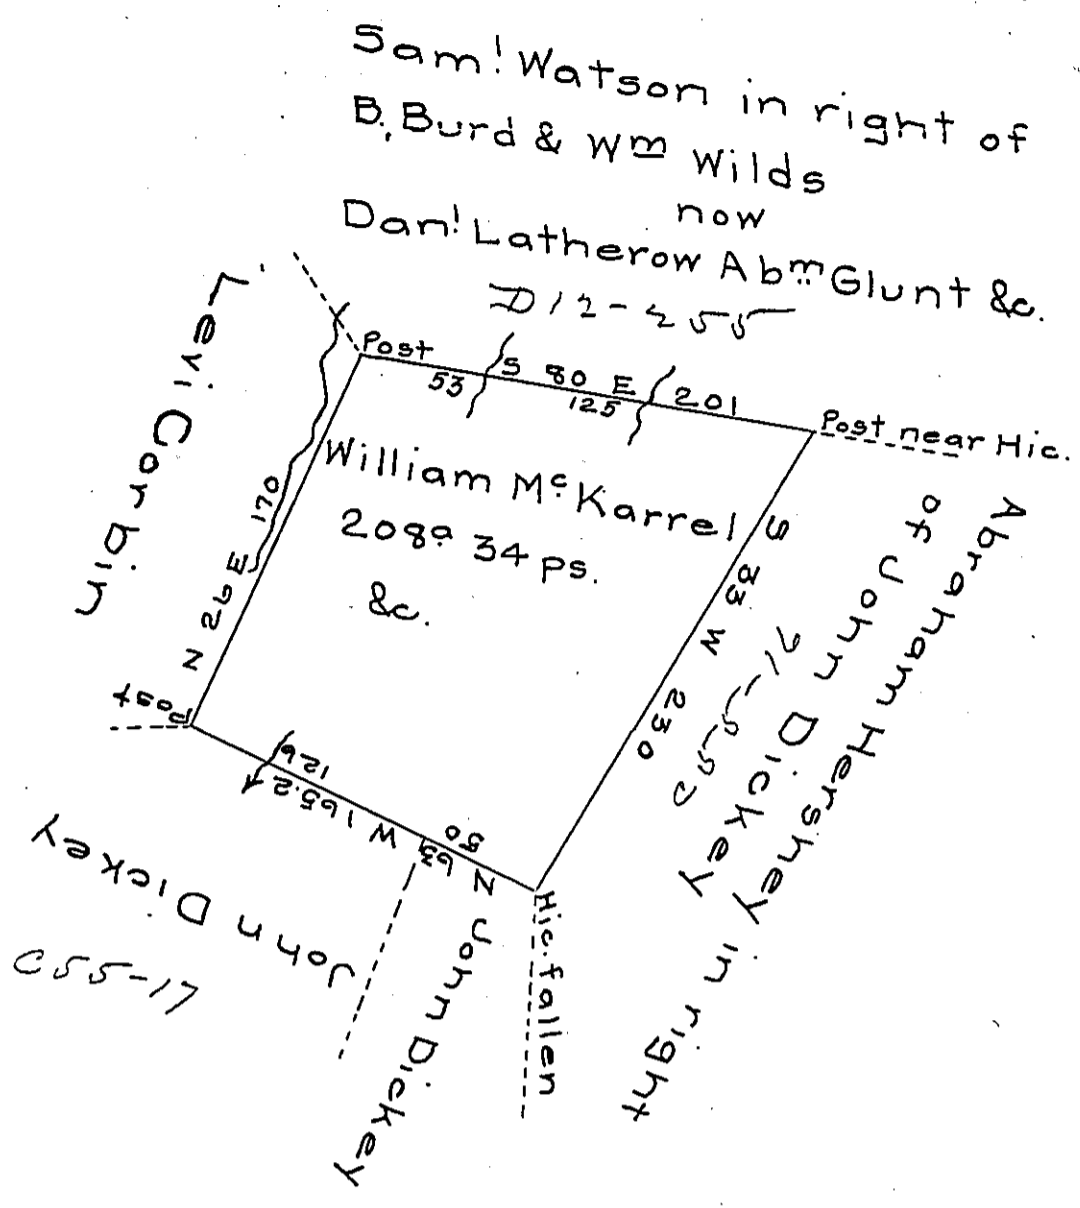 Saml Watson in right of
B. Burd & Wm Wilds
now
Danl Latherow Abm Glunt &c.
D12-255
Post
53
S 80 E
125
201
Post near Hic.
Levi Corbin
N 26 E 170
William McKarrel
208a 34 ps.
&c.
S 33 W 230
Abraham Hershey in right
of John Dickey
C55-16
Post
126
N 63 W 165.2
50
Hic. fallen
John Dickey
John Dickey
C55-17